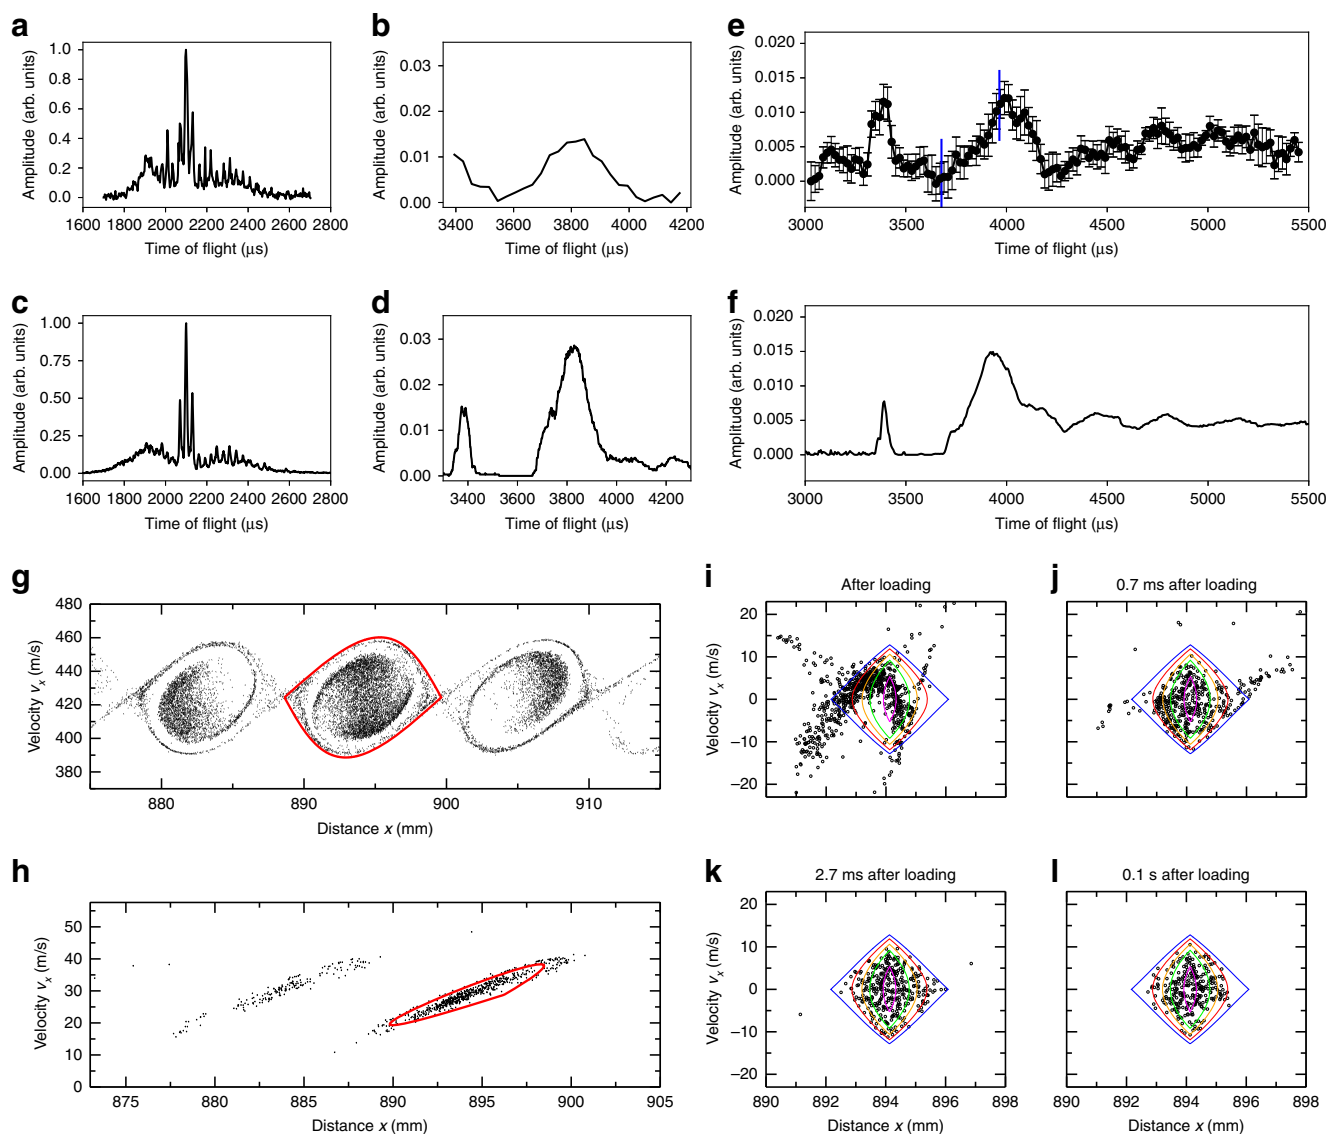 a
Amplitude (arb. units)
1.0
0.8
0.6
0.4
0.2
0.0
1600 1800 2000 2200 2400 2600 2800
Time of flight (μs)
b
Amplitude (arb. units)
0.03
0.02
0.01
0.00
3400 3600 3800 4000 4200
Time of flight (μs)
e
Amplitude (arb. units)
0.020
0.015
0.010
0.005
0.000
3000 3500 4000 4500 5000 5500
Time of flight (μs)
c
Amplitude (arb. units)
1.00
0.75
0.50
0.25
0.00
1600 1800 2000 2200 2400 2600 2800
Time of flight (μs)
d
Amplitude (arb. units)
0.03
0.02
0.01
0.00
3400 3600 3800 4000 4200
Time of flight (μs)
f
Amplitude (arb. units)
0.020
0.015
0.010
0.005
0.000
3000 3500 4000 4500 5000 5500
Time of flight (μs)
g
Velocity vx (m/s)
480
460
440
420
400
380
880 890 900 910
Distance x (mm)
i
After loading
Velocity vx (m/s)
20
10
0
−10
−20
j
0.7 ms after loading
h
Velocity vx (m/s)
50
40
30
20
10
0
875 880 885 890 895 900 905
Distance x (mm)
k
2.7 ms after loading
Velocity vx (m/s)
20
10
0
−10
−20
890 892 894 896 898
Distance x (mm)
l
0.1 s after loading
890 892 894 896 898
Distance x (mm)